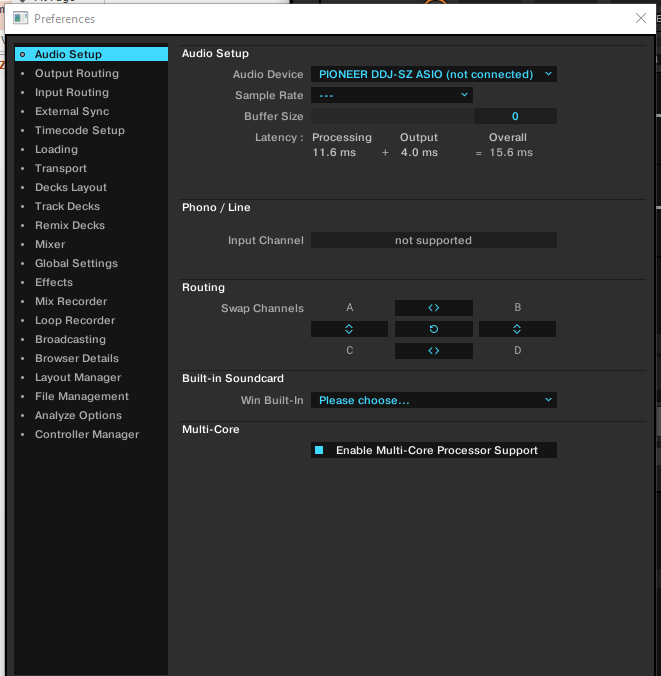 Preferences
Audio Setup
Output Routing
Input Routing
External Sync
Timecode Setup
Loading
Transport
Decks Layout
Track Decks
Remix Decks
Mixer
Global Settings
Effects
Mix Recorder
Loop Recorder
Broadcasting
Browser Details
Layout Manager
File Management
Analyze Options
Controller Manager
Audio Setup
Audio Device PIONEER DDJ-SZ ASIO (not connected)
Sample Rate ---
Buffer Size 0
Latency : Processing Output Overall
11.6 ms + 4.0 ms = 15.6 ms
Phono / Line
Input Channel not supported
Routing
Swap Channels A B
C D
Built-in Soundcard
Win Built-In Please choose...
Multi-Core
Enable Multi-Core Processor Support